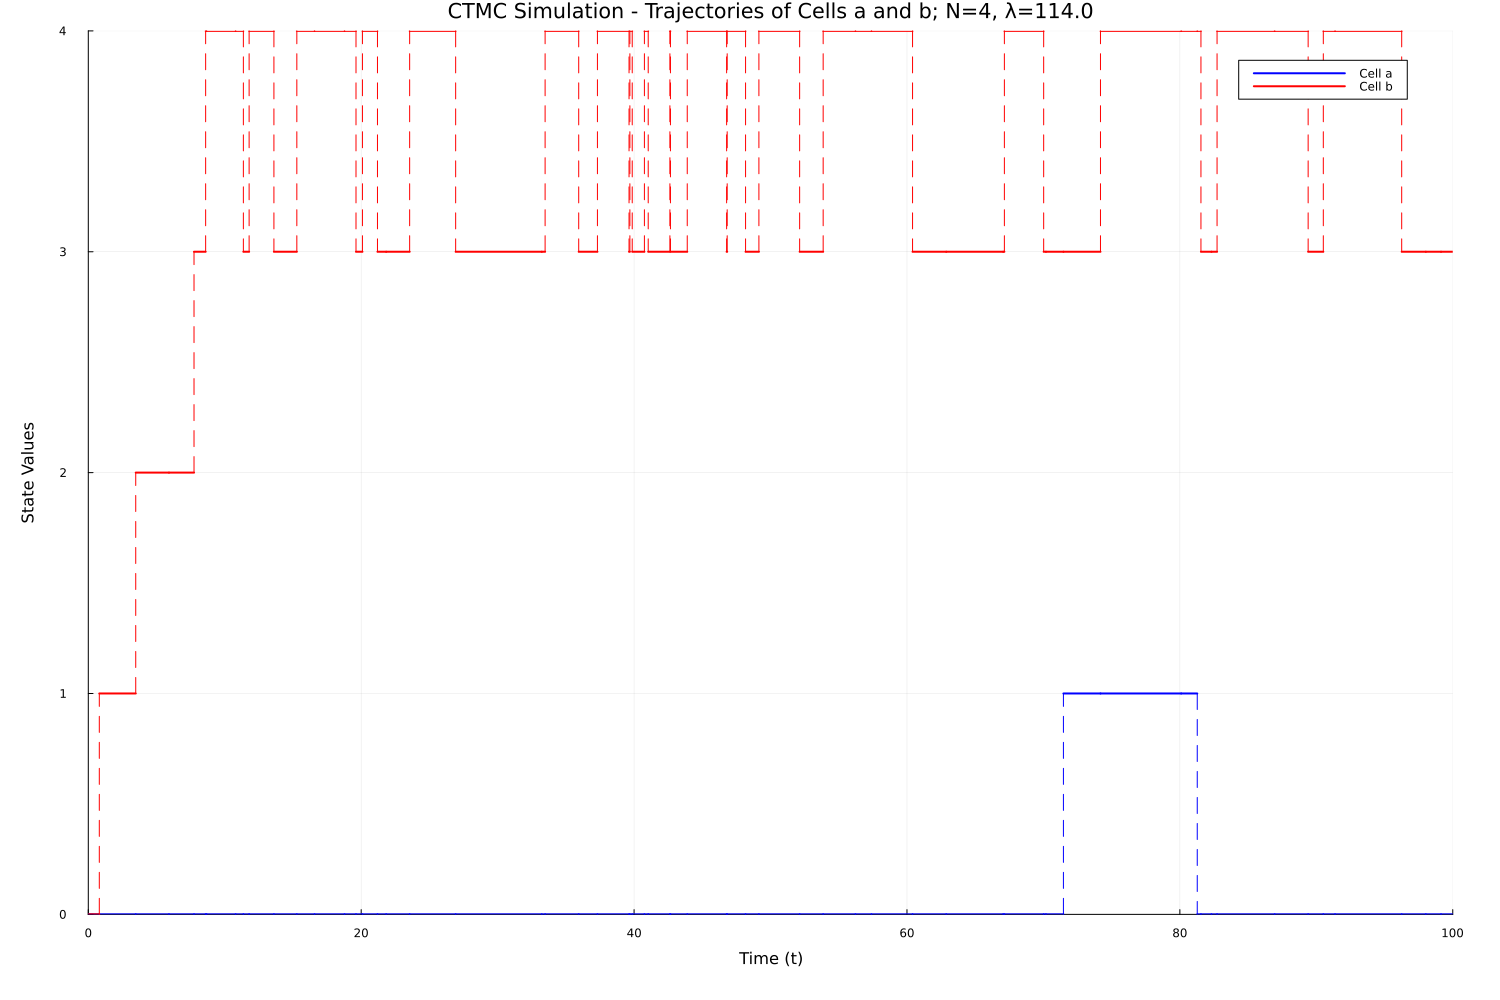 CTMC Simulation - Trajectories of Cells a and b; N=4, λ=114.0
4
Cell a
Cell b
3
State Values
2
1
0
0 20 40 60 80 100
Time (t)